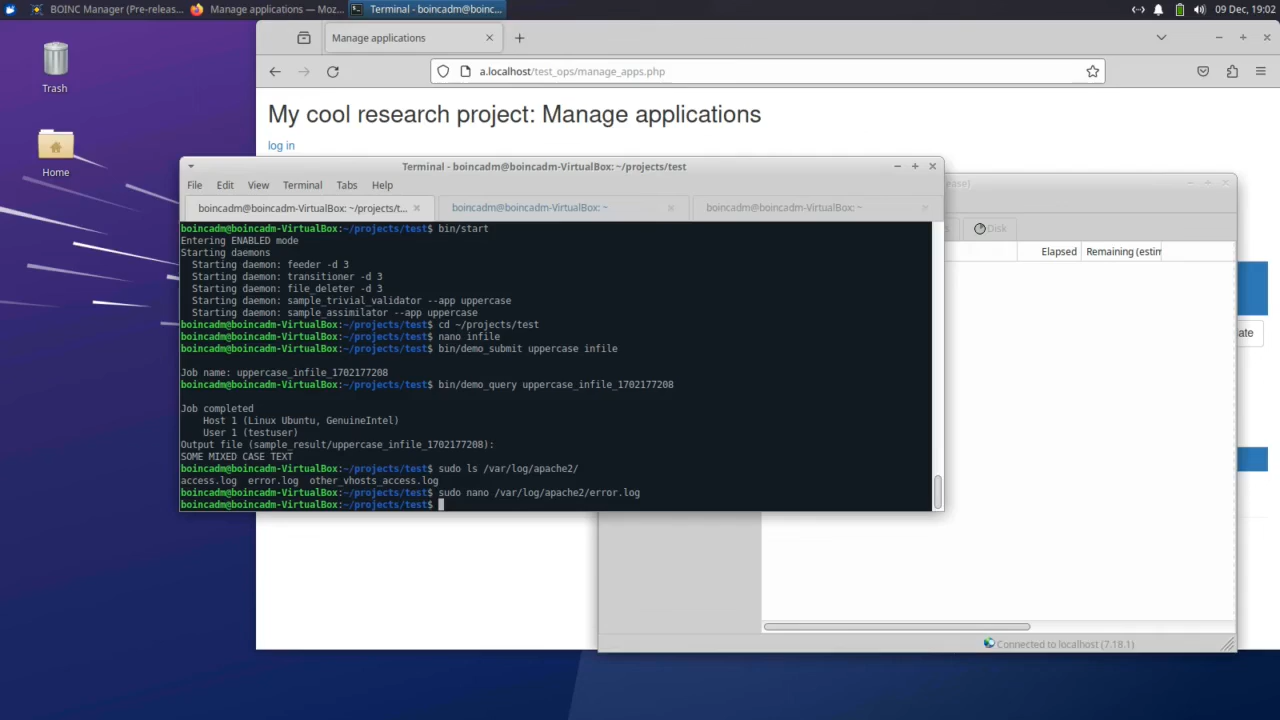 BOINC Manager (Pre-releas...
Manage applications — Moz...
Terminal - boincadm@boinc...
09 Dec, 19:02
Trash
Home
Manage applications
a.localhost/test_ops/manage_apps.php
My cool research project: Manage applications
log in
Terminal - boincadm@boincadm-VirtualBox: ~/projects/test
File Edit View Terminal Tabs Help
boincadm@boincadm-VirtualBox: ~/projects/t...
boincadm@boincadm-VirtualBox: ~
boincadm@boincadm-VirtualBox: ~
boincadm@boincadm-VirtualBox:~/projects/test$ bin/start
Entering ENABLED mode
Starting daemons
Starting daemon: feeder -d 3
Starting daemon: transitioner -d 3
Starting daemon: file_deleter -d 3
Starting daemon: sample_trivial_validator --app uppercase
Starting daemon: sample_assimilator --app uppercase
boincadm@boincadm-VirtualBox:~/projects/test$ cd ~/projects/test
boincadm@boincadm-VirtualBox:~/projects/test$ nano infile
boincadm@boincadm-VirtualBox:~/projects/test$ bin/demo_submit uppercase infile
Job name: uppercase_infile_1702177208
boincadm@boincadm-VirtualBox:~/projects/test$ bin/demo_query uppercase_infile_1702177208
Job completed
Host 1 (Linux Ubuntu, GenuineIntel)
User 1 (testuser)
Output file (sample_result/uppercase_infile_1702177208):
SOME MIXED CASE TEXT
boincadm@boincadm-VirtualBox:~/projects/test$ sudo ls /var/log/apache2/
access.log error.log other_vhosts_access.log
boincadm@boincadm-VirtualBox:~/projects/test$ sudo nano /var/log/apache2/error.log
boincadm@boincadm-VirtualBox:~/projects/test$
ease)
s
Disk
Elapsed
Remaining (estim
ate
Connected to localhost (7.18.1)